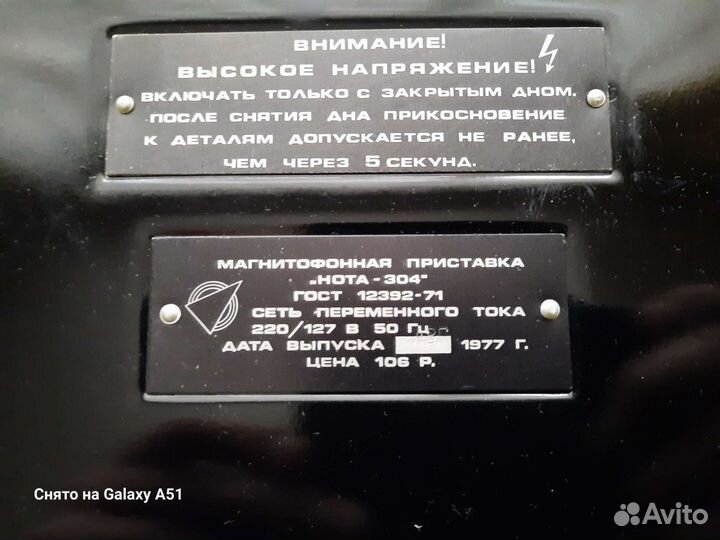 ВНИМАНИЕ!
ВЫСОКОЕ НАПРЯЖЕНИЕ!
ВКЛЮЧАТЬ ТОЛЬКО С ЗАКРЫТЫМ ДНОМ.
ПОСЛЕ СНЯТИЯ ДНА ПРИКОСНОВЕНИЕ
К ДЕТАЛЯМ ДОПУСКАЕТСЯ НЕ РАНЕЕ,
ЧЕМ ЧЕРЕЗ 5 СЕКУНД.
МАГНИТОФОННАЯ ПРИСТАВКА
„НОТА-304"
ГОСТ 12392-71
СЕТЬ ПЕРЕМЕННОГО ТОКА
220/127 В 50 ГЦ
ДАТА ВЫПУСКА 1977 Г.
ЦЕНА 106 Р.
Снято на Galaxy A51
Avito